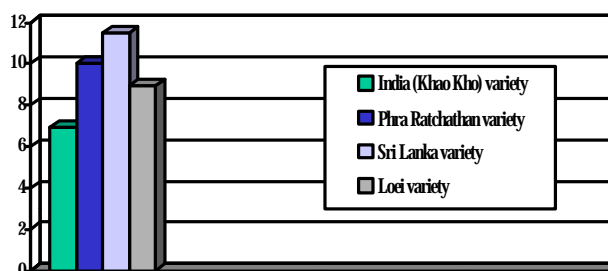 12
10
8
6
4
2
0
India (Khao Kho) variety
Phra Ratchathan variety
Sri Lanka variety
Loei variety